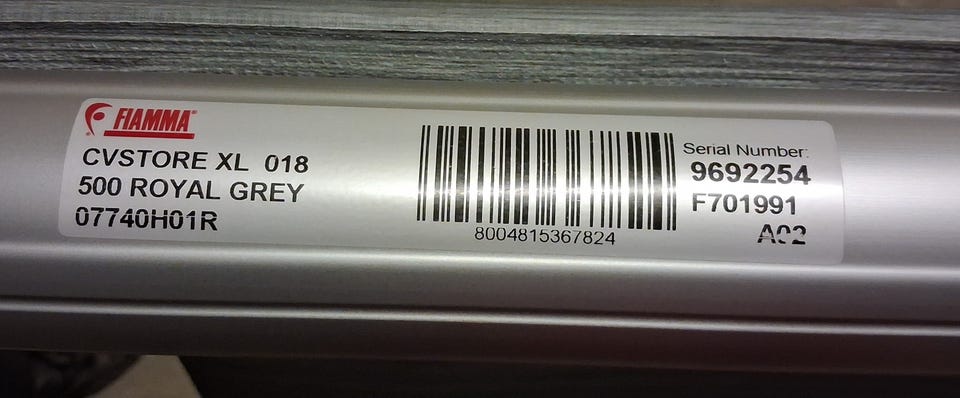 FIAMMA
CVSTORE XL 018
500 ROYAL GREY
07740H01R
8004815367824
Serial Number:
9692254
F701991
A02